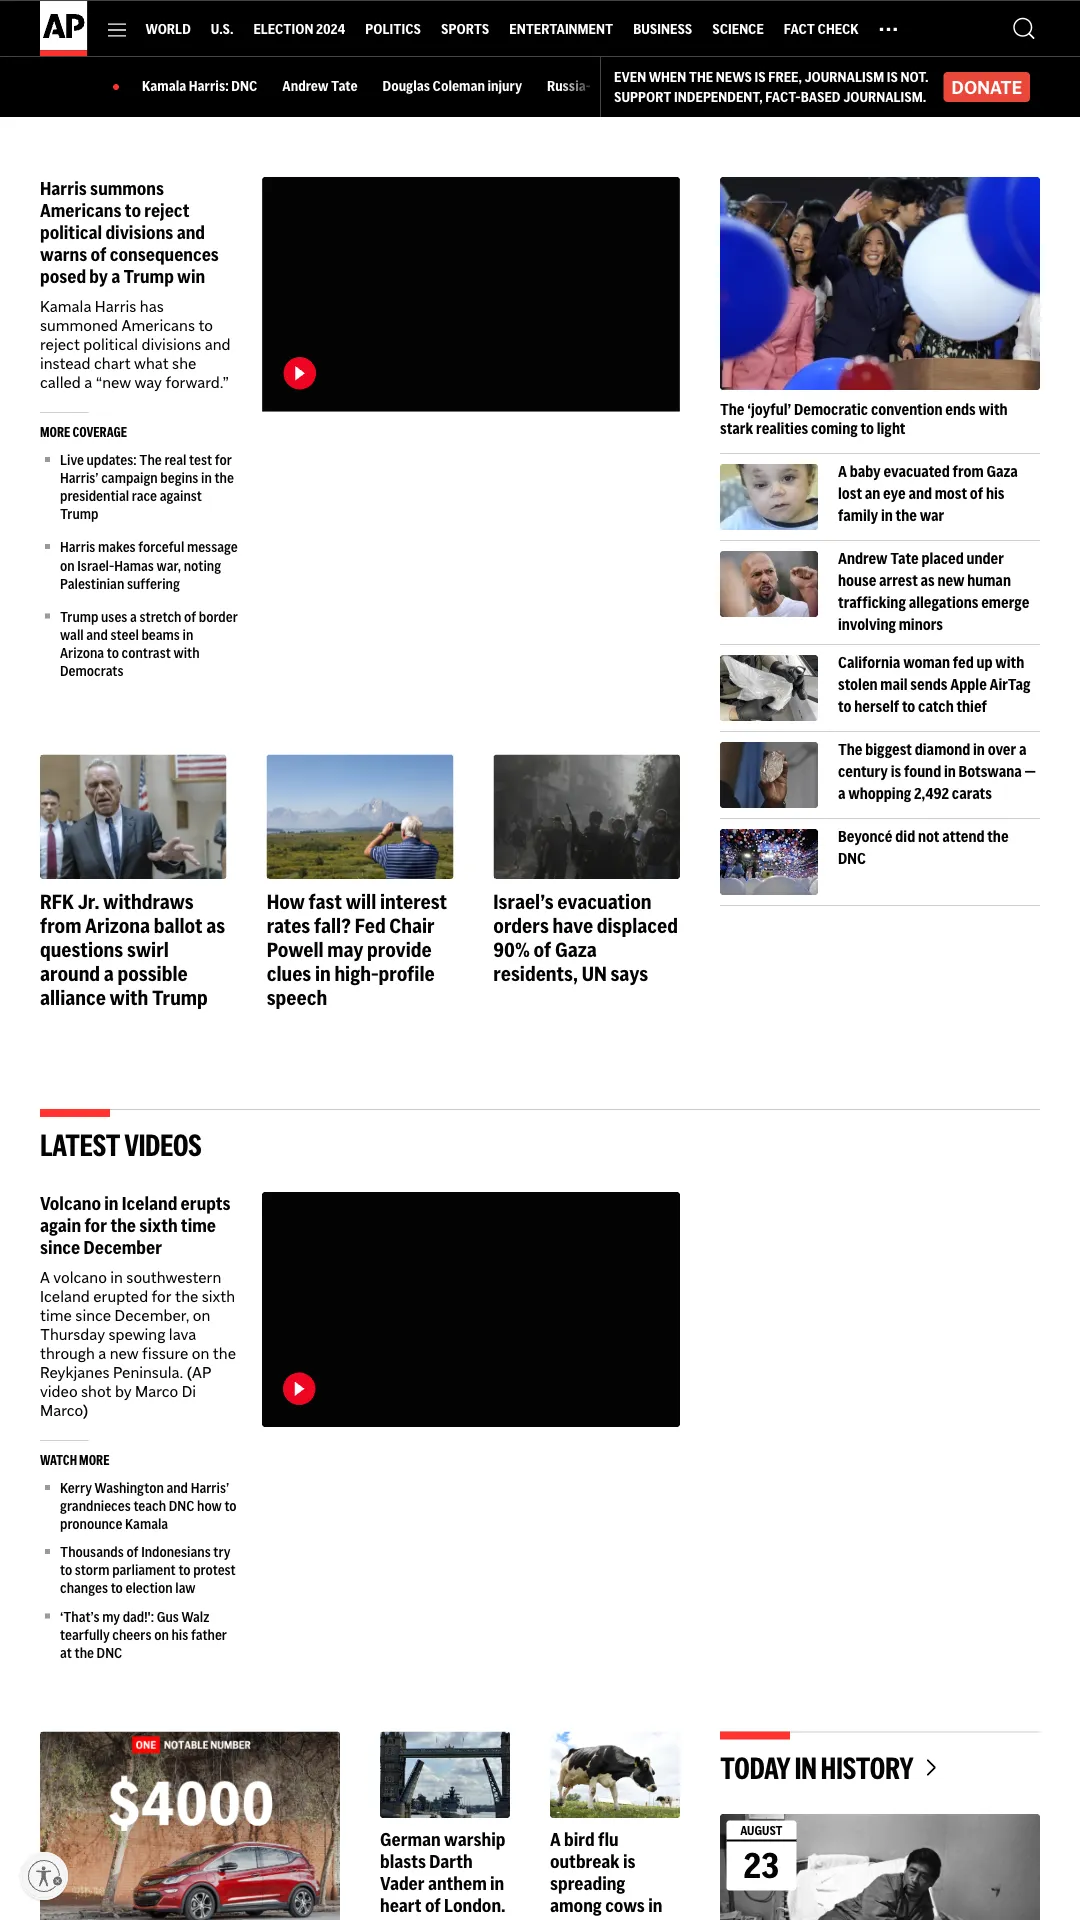 AP
WORLD U.S. ELECTION 2024 POLITICS SPORTS ENTERTAINMENT BUSINESS SCIENCE FACT CHECK
Kamala Harris: DNC Andrew Tate Douglas Coleman injury Russia-
EVEN WHEN THE NEWS IS FREE, JOURNALISM IS NOT.
SUPPORT INDEPENDENT, FACT-BASED JOURNALISM.
DONATE
Harris summons
Americans to reject
political divisions and
warns of consequences
posed by a Trump win
Kamala Harris has
summoned Americans to
reject political divisions and
instead chart what she
called a “new way forward.”
MORE COVERAGE
Live updates: The real test for
Harris’ campaign begins in the
presidential race against
Trump
Harris makes forceful message
on Israel-Hamas war, noting
Palestinian suffering
Trump uses a stretch of border
wall and steel beams in
Arizona to contrast with
Democrats
The ‘joyful’ Democratic convention ends with
stark realities coming to light
A baby evacuated from Gaza
lost an eye and most of his
family in the war
Andrew Tate placed under
house arrest as new human
trafficking allegations emerge
involving minors
California woman fed up with
stolen mail sends Apple AirTag
to herself to catch thief
The biggest diamond in over a
century is found in Botswana —
a whopping 2,492 carats
Beyoncé did not attend the
DNC
RFK Jr. withdraws
from Arizona ballot as
questions swirl
around a possible
alliance with Trump
How fast will interest
rates fall? Fed Chair
Powell may provide
clues in high-profile
speech
Israel’s evacuation
orders have displaced
90% of Gaza
residents, UN says
LATEST VIDEOS
Volcano in Iceland erupts
again for the sixth time
since December
A volcano in southwestern
Iceland erupted for the sixth
time since December, on
Thursday spewing lava
through a new fissure on the
Reykjanes Peninsula. (AP
video shot by Marco Di
Marco)
WATCH MORE
Kerry Washington and Harris’
grandnieces teach DNC how to
pronounce Kamala
Thousands of Indonesians try
to storm parliament to protest
changes to election law
‘That’s my dad!’: Gus Walz
tearfully cheers on his father
at the DNC
ONE NOTABLE NUMBER
$4000
German warship
blasts Darth
Vader anthem in
heart of London.
A bird flu
outbreak is
spreading
among cows in
TODAY IN HISTORY
AUGUST
23